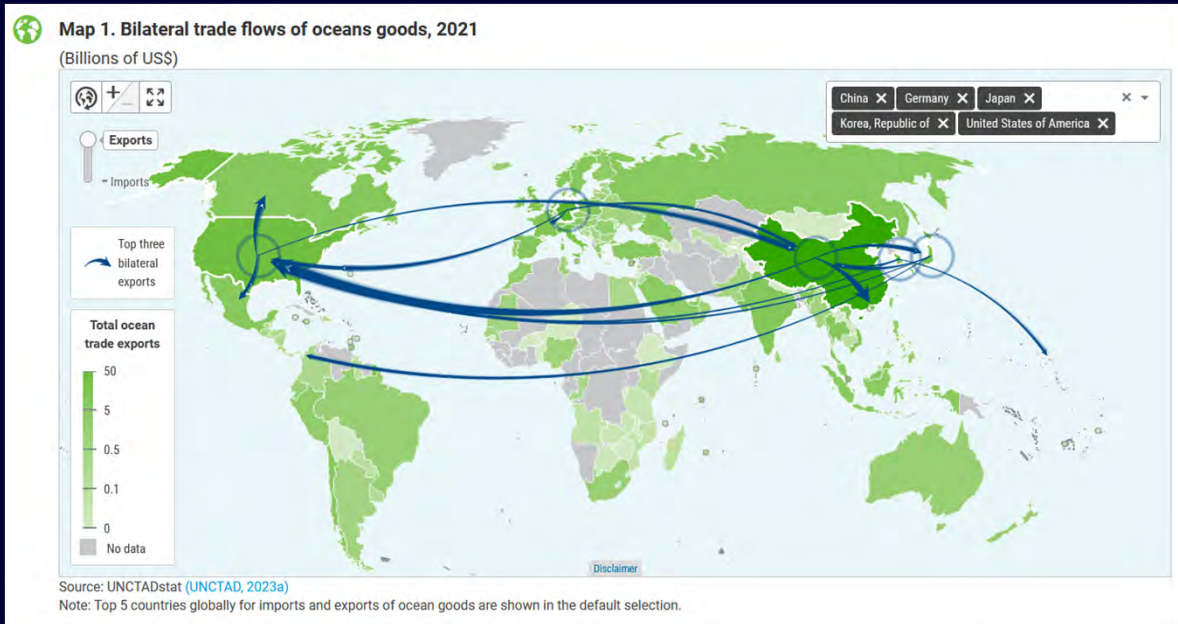 Map 1. Bilateral trade flows of oceans goods, 2021
(Billions of US$)
China ✕ Germany ✕ Japan ✕
Korea, Republic of ✕ United States of America ✕
Exports
Imports
Top three
bilateral
exports
Total ocean
trade exports
50
5
0.5
0.1
0
No data
Disclaimer
Source: UNCTADstat (UNCTAD, 2023a)
Note: Top 5 countries globally for imports and exports of ocean goods are shown in the default selection.